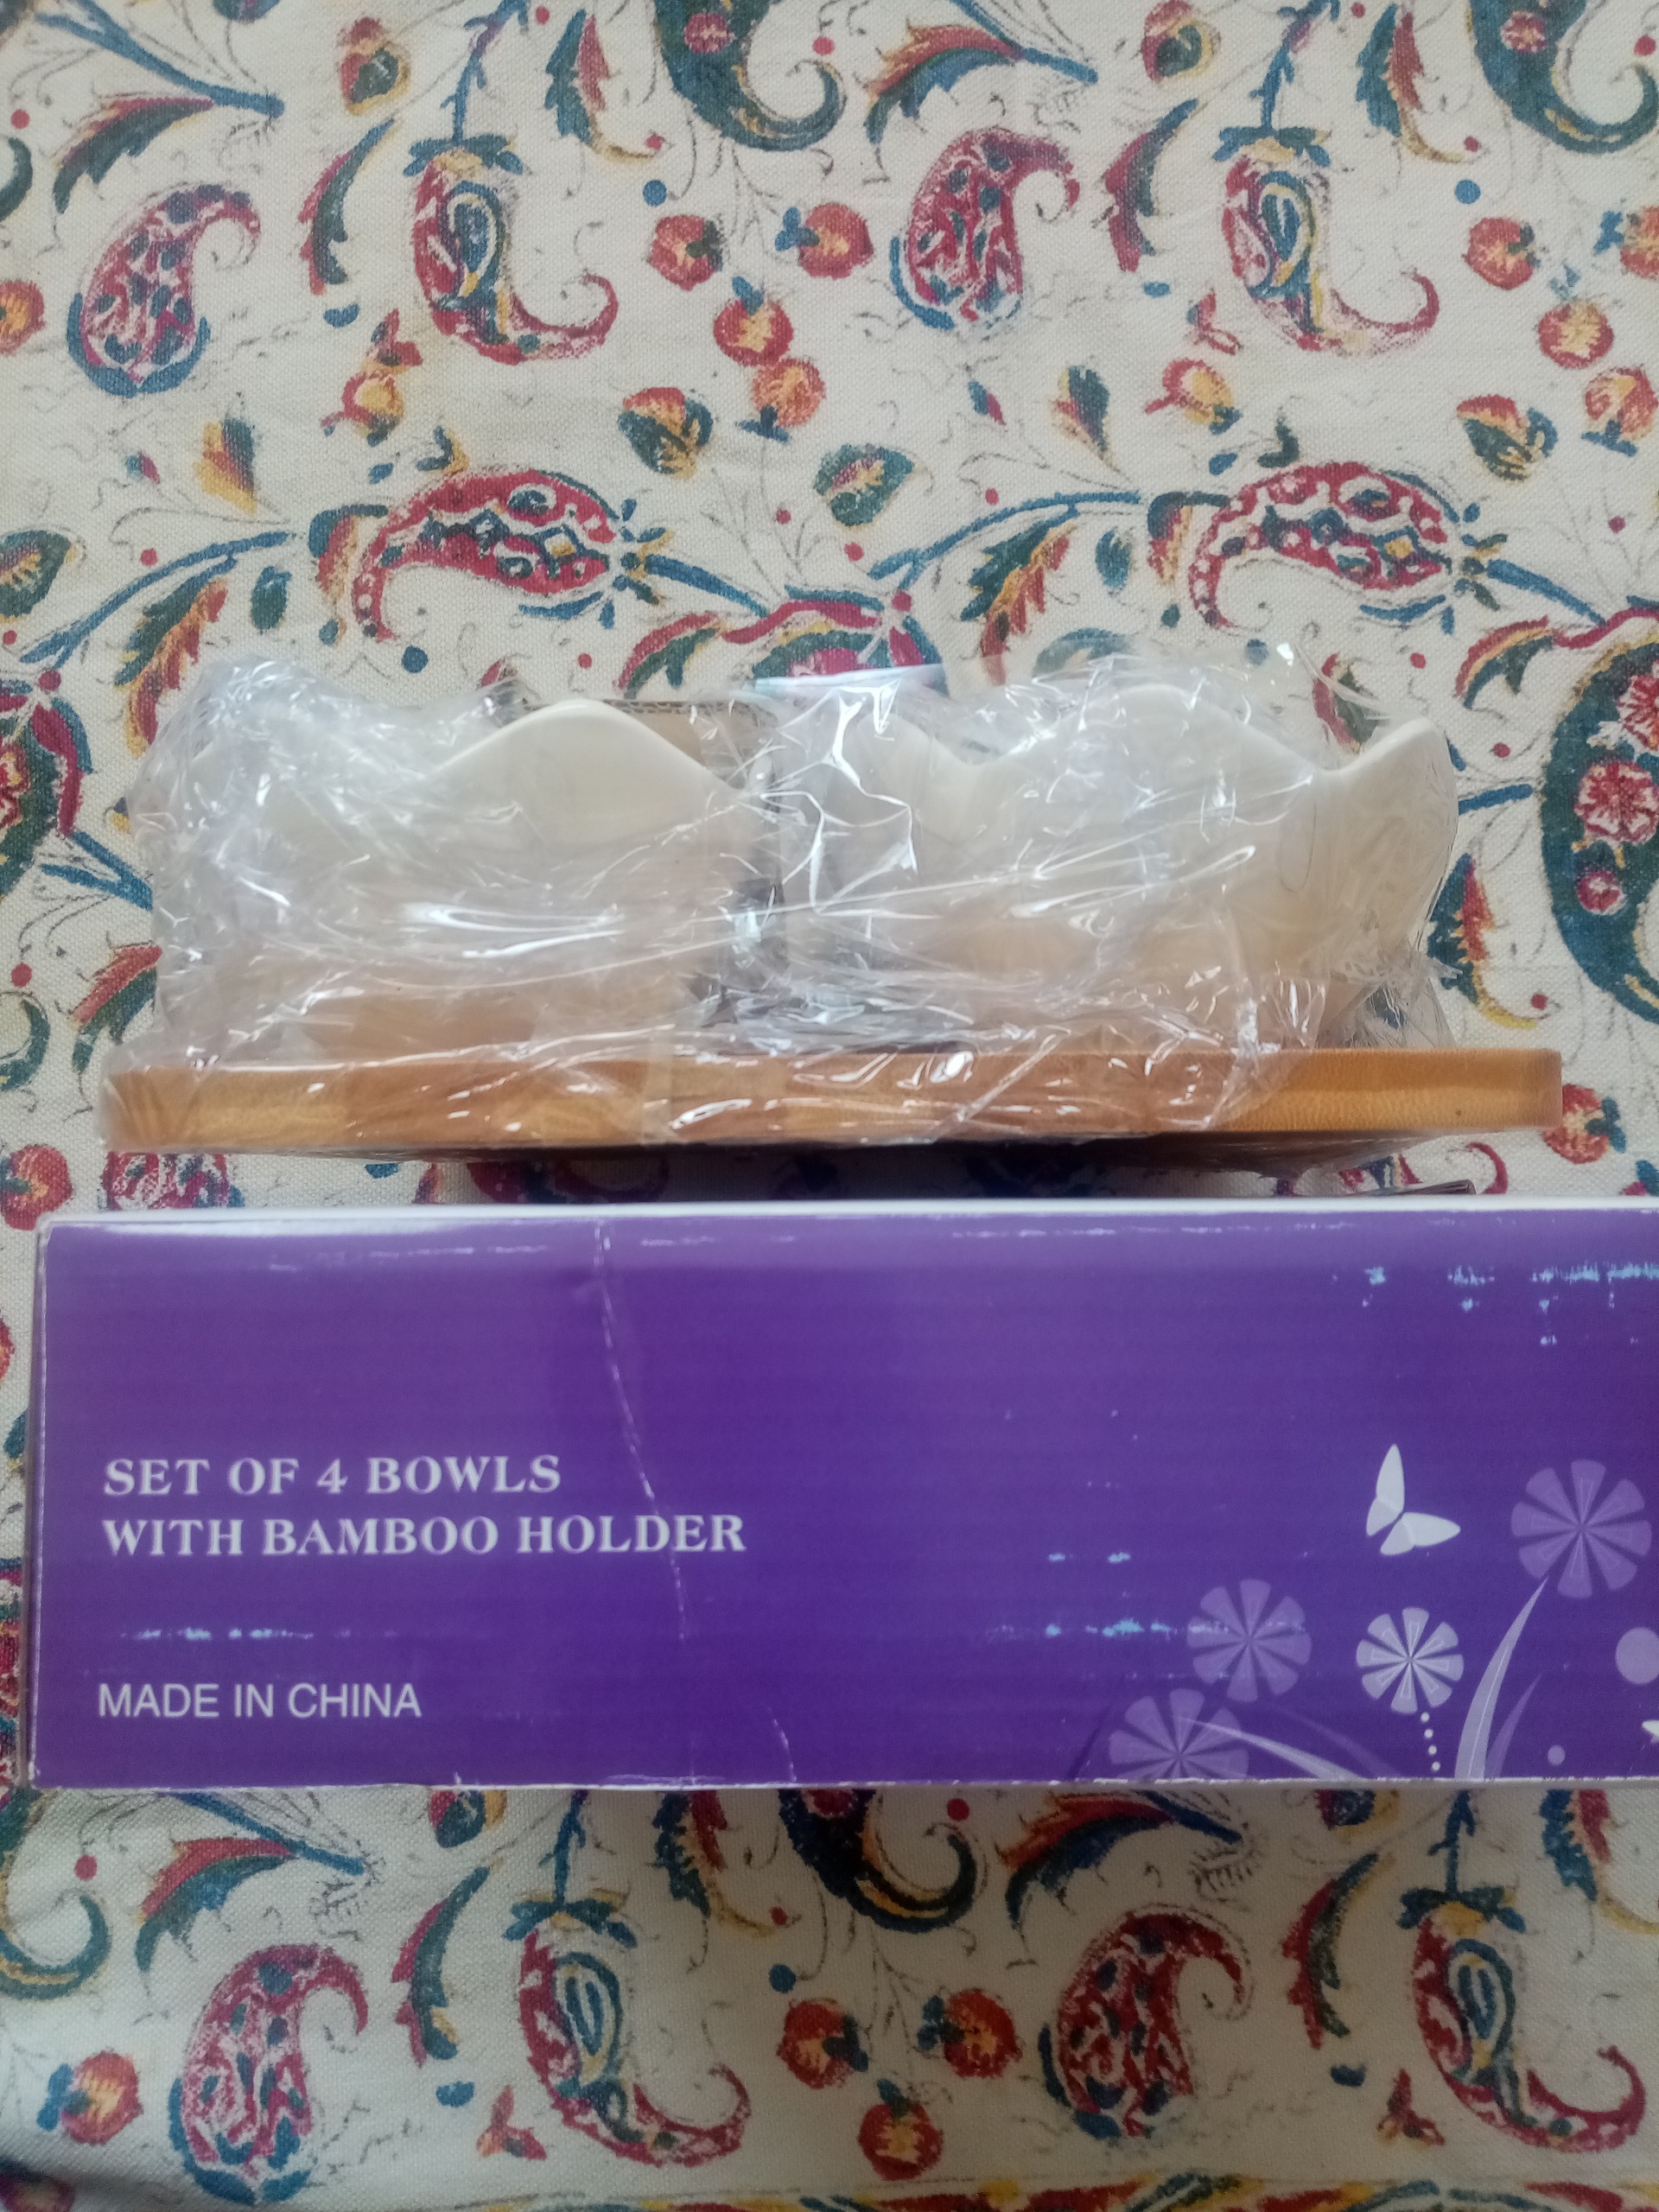 SET OF 4 BOWLS
WITH BAMBOO HOLDER
MADE IN CHINA